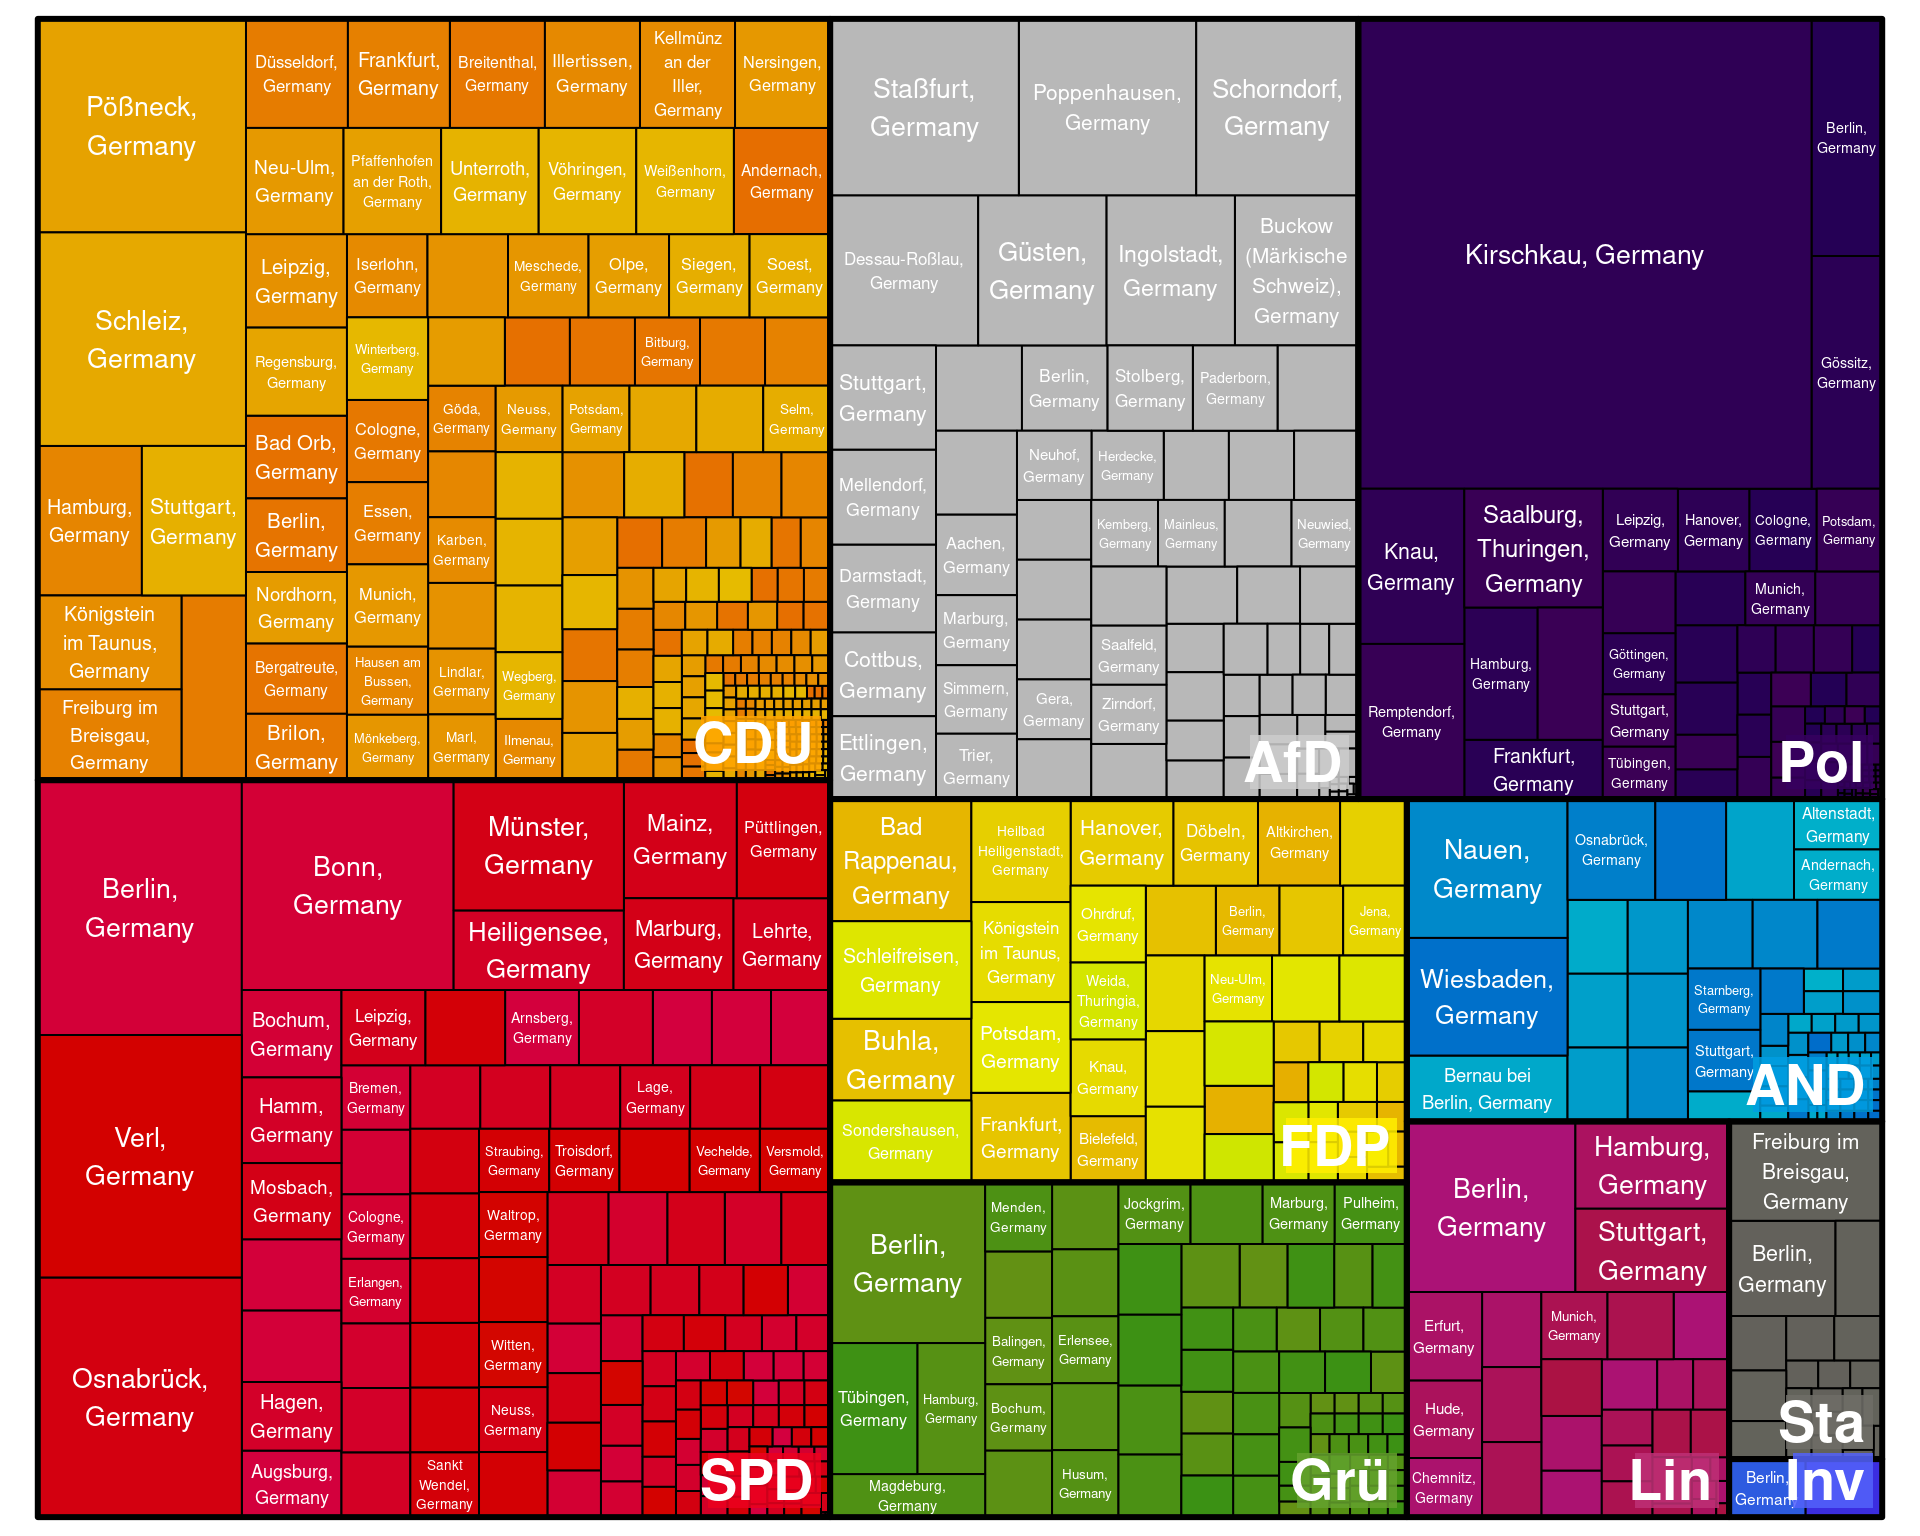 Pößneck,
Germany
Düsseldorf,
Germany
Frankfurt,
Germany
Breitenthal,
Germany
Illertissen,
Germany
Kellmünz
an der
Iller,
Germany
Nersingen,
Germany
Neu-Ulm,
Germany
Pfaffenhofen
an der Roth,
Germany
Unterroth,
Germany
Vöhringen,
Germany
Weißenhorn,
Germany
Andernach,
Germany
Schleiz,
Germany
Leipzig,
Germany
Iserlohn,
Germany
Meschede,
Germany
Olpe,
Germany
Siegen,
Germany
Soest,
Germany
Regensburg,
Germany
Winterberg,
Germany
Bitburg,
Germany
Bad Orb,
Germany
Cologne,
Germany
Göda,
Germany
Neuss,
Germany
Potsdam,
Germany
Selm,
Germany
Hamburg,
Germany
Stuttgart,
Germany
Berlin,
Germany
Essen,
Germany
Karben,
Germany
Königstein
im Taunus,
Germany
Nordhorn,
Germany
Munich,
Germany
Bergatreute,
Germany
Hausen am
Bussen,
Germany
Lindlar,
Germany
Wegberg,
Germany
Freiburg im
Breisgau,
Germany
Brilon,
Germany
Mönkeberg,
Germany
Marl,
Germany
Ilmenau,
Germany
CDU
Staßfurt,
Germany
Poppenhausen,
Germany
Schorndorf,
Germany
Dessau-Roßlau,
Germany
Güsten,
Germany
Ingolstadt,
Germany
Buckow
(Märkische
Schweiz),
Germany
Stuttgart,
Germany
Berlin,
Germany
Stolberg,
Germany
Paderborn,
Germany
Mellendorf,
Germany
Neuhof,
Germany
Herdecke,
Germany
Aachen,
Germany
Kemberg,
Germany
Mainleus,
Germany
Neuwied,
Germany
Darmstadt,
Germany
Marburg,
Germany
Cottbus,
Germany
Saalfeld,
Germany
Simmern,
Germany
Gera,
Germany
Zirndorf,
Germany
Ettlingen,
Germany
Trier,
Germany
AfD
Kirschkau, Germany
Berlin,
Germany
Gössitz,
Germany
Knau,
Germany
Saalburg,
Thuringen,
Germany
Leipzig,
Germany
Hanover,
Germany
Cologne,
Germany
Potsdam,
Germany
Munich,
Germany
Remptendorf,
Germany
Hamburg,
Germany
Göttingen,
Germany
Stuttgart,
Germany
Frankfurt,
Germany
Tübingen,
Germany
Pol
Berlin,
Germany
Bonn,
Germany
Münster,
Germany
Mainz,
Germany
Püttlingen,
Germany
Heiligensee,
Germany
Marburg,
Germany
Lehrte,
Germany
Verl,
Germany
Bochum,
Germany
Leipzig,
Germany
Arnsberg,
Germany
Hamm,
Germany
Bremen,
Germany
Lage,
Germany
Mosbach,
Germany
Straubing,
Germany
Troisdorf,
Germany
Vechelde,
Germany
Versmold,
Germany
Cologne,
Germany
Waltrop,
Germany
Osnabrück,
Germany
Erlangen,
Germany
Witten,
Germany
Hagen,
Germany
Neuss,
Germany
Augsburg,
Germany
Sankt
Wendel,
Germany
SPD
Bad
Rappenau,
Germany
Heilbad
Heiligenstadt,
Germany
Hanover,
Germany
Döbeln,
Germany
Altkirchen,
Germany
Schleifreisen,
Germany
Königstein
im Taunus,
Germany
Ohrdruf,
Germany
Berlin,
Germany
Jena,
Germany
Weida,
Thuringia,
Germany
Neu-Ulm,
Germany
Buhla,
Germany
Potsdam,
Germany
Knau,
Germany
Sondershausen,
Germany
Frankfurt,
Germany
Bielefeld,
Germany
FDP
Nauen,
Germany
Osnabrück,
Germany
Altenstadt,
Germany
Andernach,
Germany
Wiesbaden,
Germany
Starnberg,
Germany
Stuttgart,
Germany
Bernau bei
Berlin, Germany
AND
Berlin,
Germany
Menden,
Germany
Jockgrim,
Germany
Marburg,
Germany
Pulheim,
Germany
Balingen,
Germany
Erlensee,
Germany
Tübingen,
Germany
Hamburg,
Germany
Bochum,
Germany
Magdeburg,
Germany
Husum,
Germany
Grü
Berlin,
Germany
Hamburg,
Germany
Stuttgart,
Germany
Erfurt,
Germany
Munich,
Germany
Hude,
Germany
Chemnitz,
Germany
Lin
Freiburg im
Breisgau,
Germany
Berlin,
Germany
Sta
Berlin,
Germany
Inv